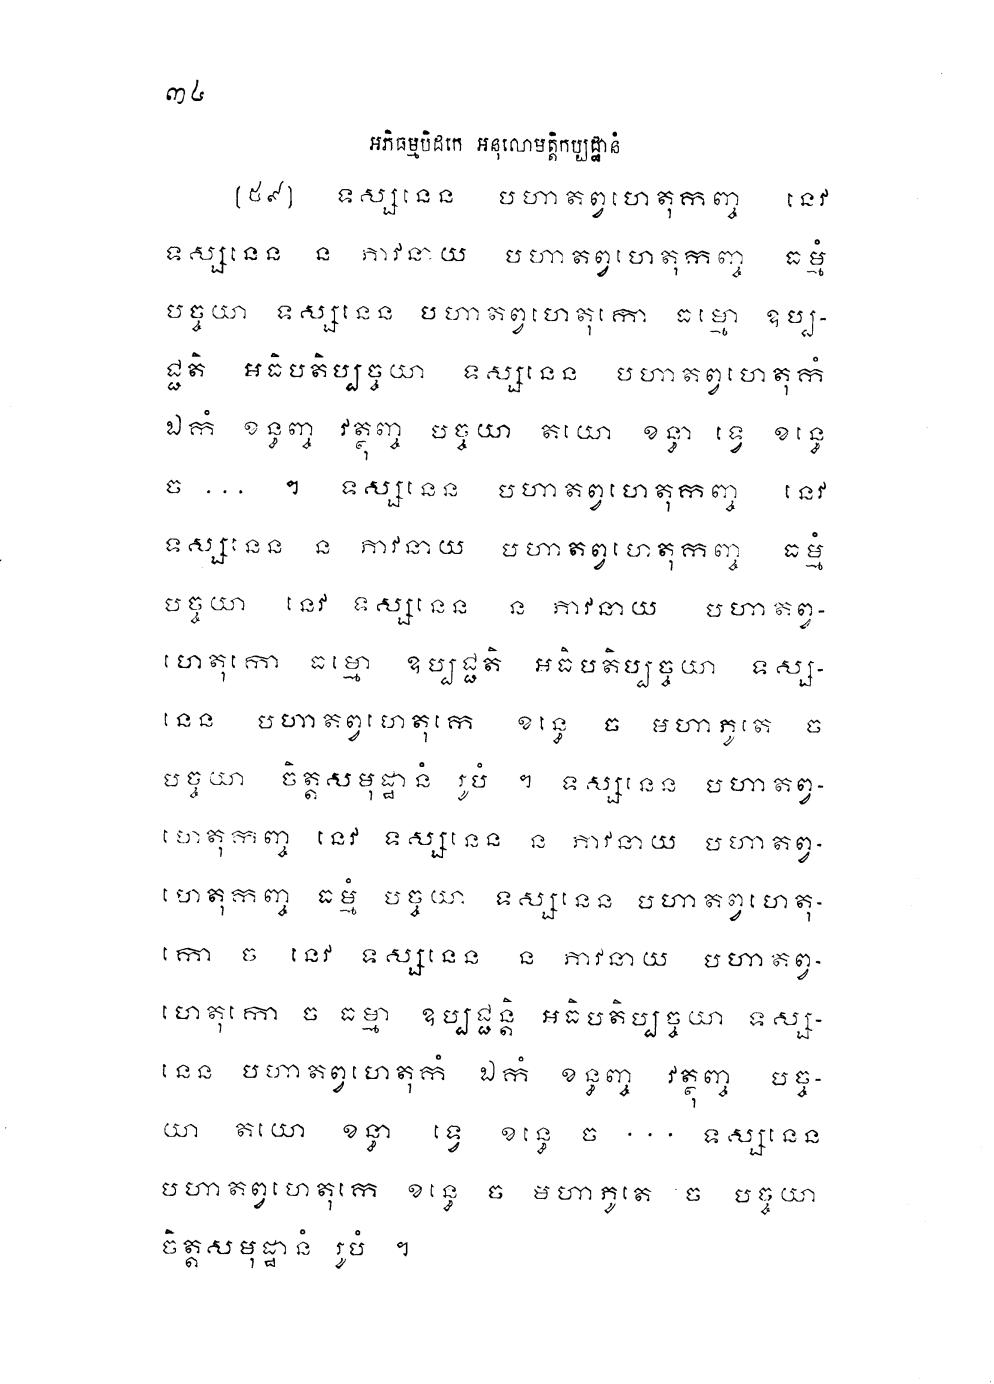 ៣៤
អភិធម្មបិដកេ អនុលោមត្តិកប្បដ្ឋានំ
(៥៩) ទស្សនេន បហាតព្វហេតុកញ្ច នេវ
ទស្សនេន ន ភាវនាយ បហាតព្វហេតុកញ្ច ធម្មំ
បច្ចយា ទស្សនេន បហាតព្វហេតុកោ ធម្មោ ឧប្ប-
ជ្ជតិ អធិបតិប្បច្ចយា ទស្សនេន បហាតព្វហេតុកំ
ឯកំ ខន្ធញ្ច វត្ថុញ្ច បច្ចយា តយោ ខន្ធា ទ្វេ ខន្ធេ
ច ... ។ ទស្សនេន បហាតព្វហេតុកញ្ច នេវ
ទស្សនេន ន ភាវនាយ បហាតព្វហេតុកញ្ច ធម្មំ
បច្ចយា នេវ ទស្សនេន ន ភាវនាយ បហាតព្វ-
ហេតុកោ ធម្មោ ឧប្បជ្ជតិ អធិបតិប្បច្ចយា ទស្ស-
នេន បហាតព្វហេតុកេ ខន្ធេ ច មហាភូតេ ច
បច្ចយា ចិត្តសមុដ្ឋានំ រូបំ ។ ទស្សនេន បហាតព្វ-
ហេតុកញ្ច នេវ ទស្សនេន ន ភាវនាយ បហាតព្វ-
ហេតុកញ្ច ធម្មំ បច្ចយា ទស្សនេន បហាតព្វហេតុ-
កោ ច នេវ ទស្សនេន ន ភាវនាយ បហាតព្វ-
ហេតុកោ ច ធម្មា ឧប្បជ្ជន្តិ អធិបតិប្បច្ចយា ទស្ស-
នេន បហាតព្វហេតុកំ ឯកំ ខន្ធញ្ច វត្ថុញ្ច បច្ច-
យា តយោ ខន្ធា ទ្វេ ខន្ធេ ច ... ទស្សនេន
បហាតព្វហេតុកេ ខន្ធេ ច មហាភូតេ ច បច្ចយា
ចិត្តសមុដ្ឋានំ រូបំ ។